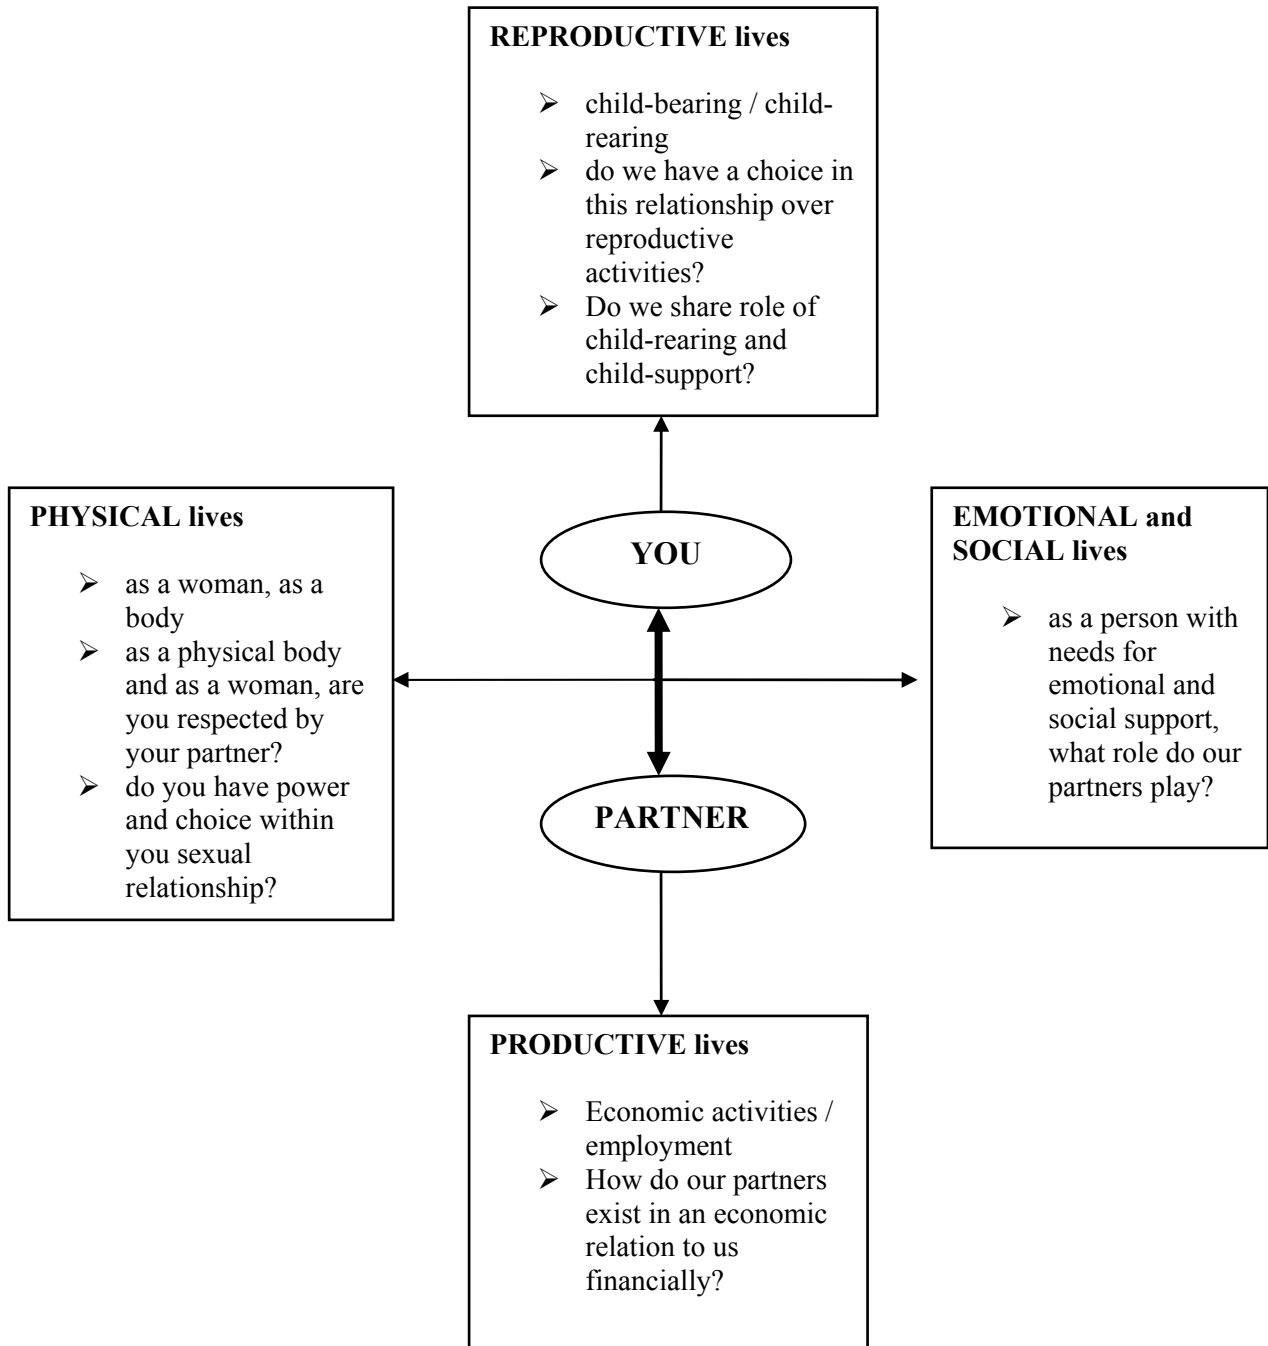 REPRODUCTIVE lives
➢ child-bearing / child-
rearing
➢ do we have a choice in
this relationship over
reproductive
activities?
➢ Do we share role of
child-rearing and
child-support?
PHYSICAL lives
➢ as a woman, as a
body
➢ as a physical body
and as a woman, are
you respected by
your partner?
➢ do you have power
and choice within
you sexual
relationship?
YOU
PARTNER
EMOTIONAL and
SOCIAL lives
➢ as a person with
needs for
emotional and
social support,
what role do our
partners play?
PRODUCTIVE lives
➢ Economic activities /
employment
➢ How do our partners
exist in an economic
relation to us
financially?